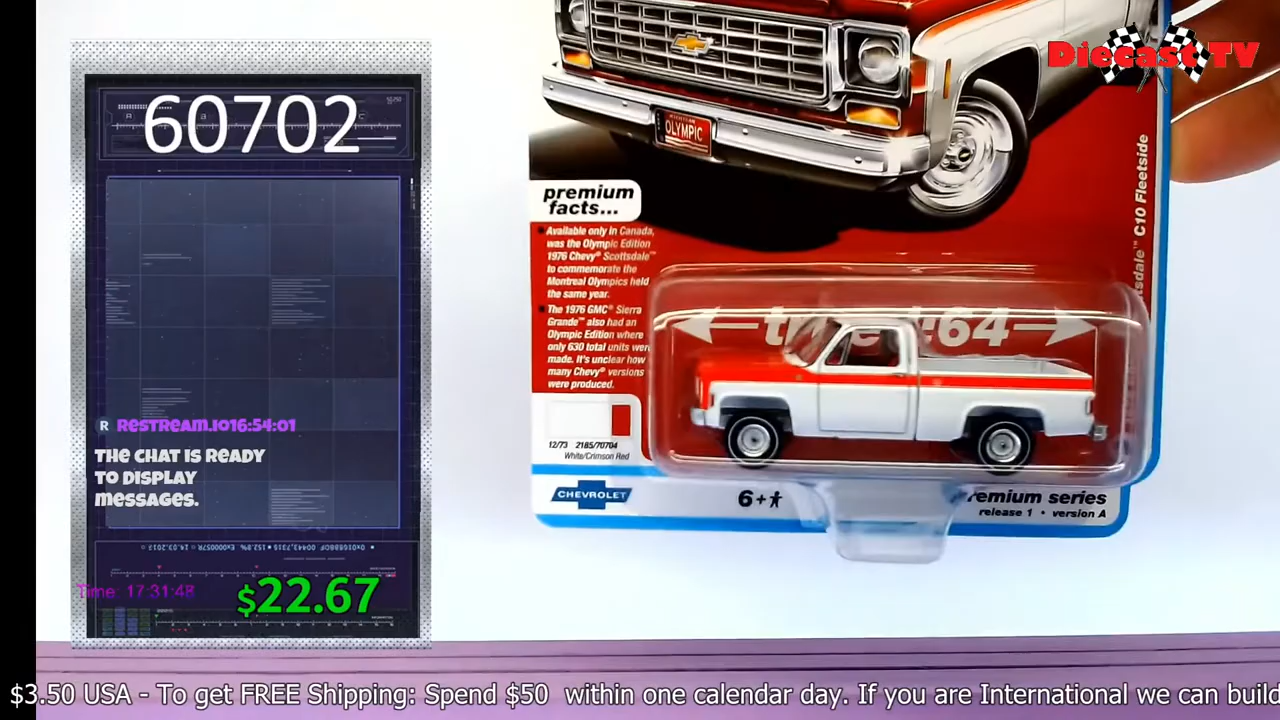 Diecast TV
60702
OLYMPIC
premium
facts...
Available only in Canada,
was the Olympic Edition
1976 Chevy® Scottsdale™
to commemorate the
Montreal Olympics held
the same year.
The 1976 GMC® Sierra
Grande™ also had an
Olympic Edition where
only 630 total units were
made. It's unclear how
many Chevy® versions
were produced.
12/73 2185/70704
White/Crimson Red
tsdale™ C10 Fleetside
64
CHEVROLET
6+
emium series
release 1 • version A
R Restream.io 16:54:01
The chat is ready
to display
messages.
Time: 17:31:48
$22.67
$3.50 USA - To get FREE Shipping: Spend $50 within one calendar day. If you are International we can build